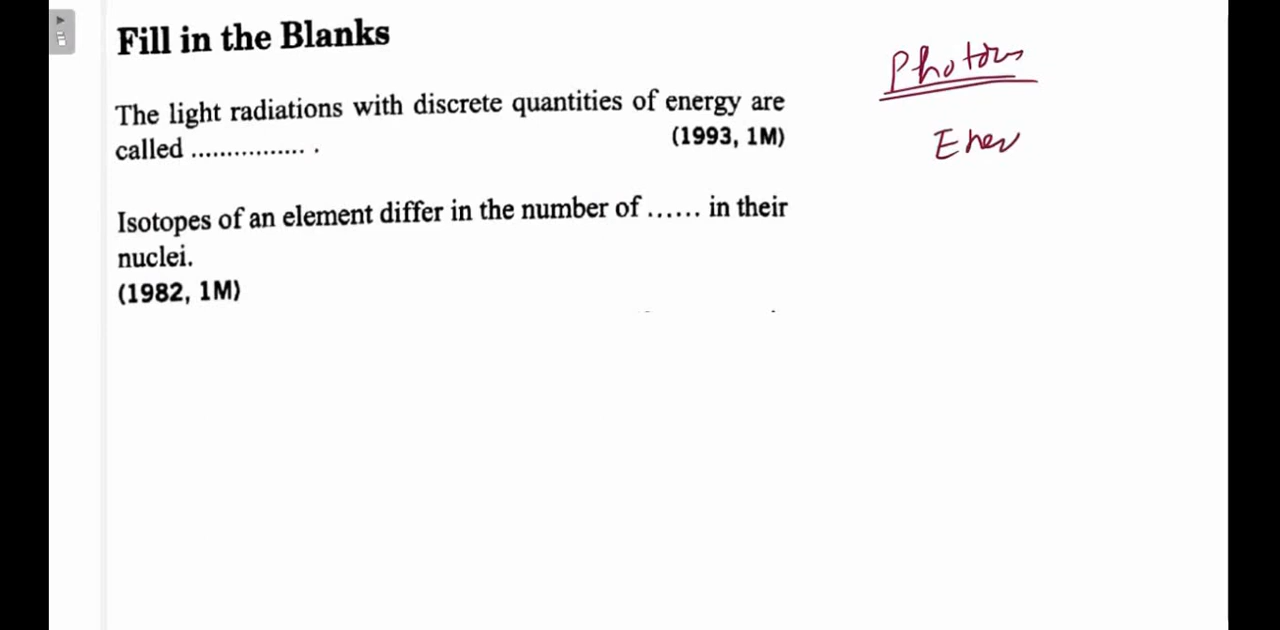 Fill in the Blanks
The light radiations with discrete quantities of energy are
called ................ .
(1993, 1M)
Isotopes of an element differ in the number of ...... in their
nuclei.
(1982, 1M)
Photons
Ener